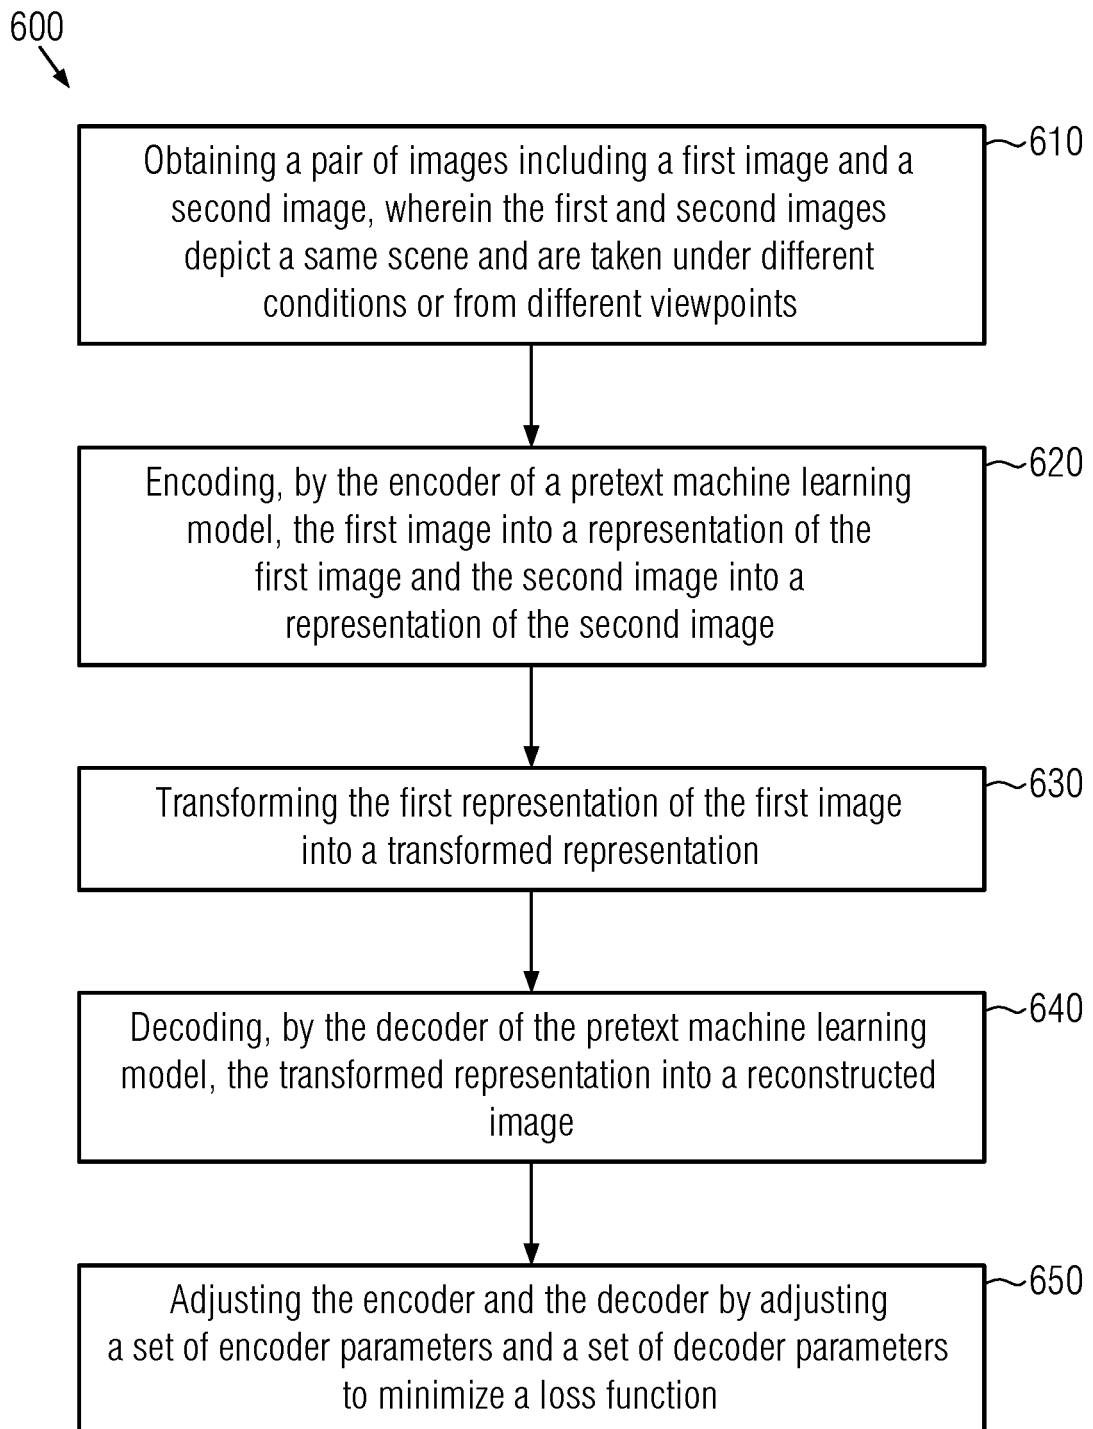 600
610
Obtaining a pair of images including a first image and a
second image, wherein the first and second images
depict a same scene and are taken under different
conditions or from different viewpoints
620
Encoding, by the encoder of a pretext machine learning
model, the first image into a representation of the
first image and the second image into a
representation of the second image
630
Transforming the first representation of the first image
into a transformed representation
640
Decoding, by the decoder of the pretext machine learning
model, the transformed representation into a reconstructed
image
650
Adjusting the encoder and the decoder by adjusting
a set of encoder parameters and a set of decoder parameters
to minimize a loss function